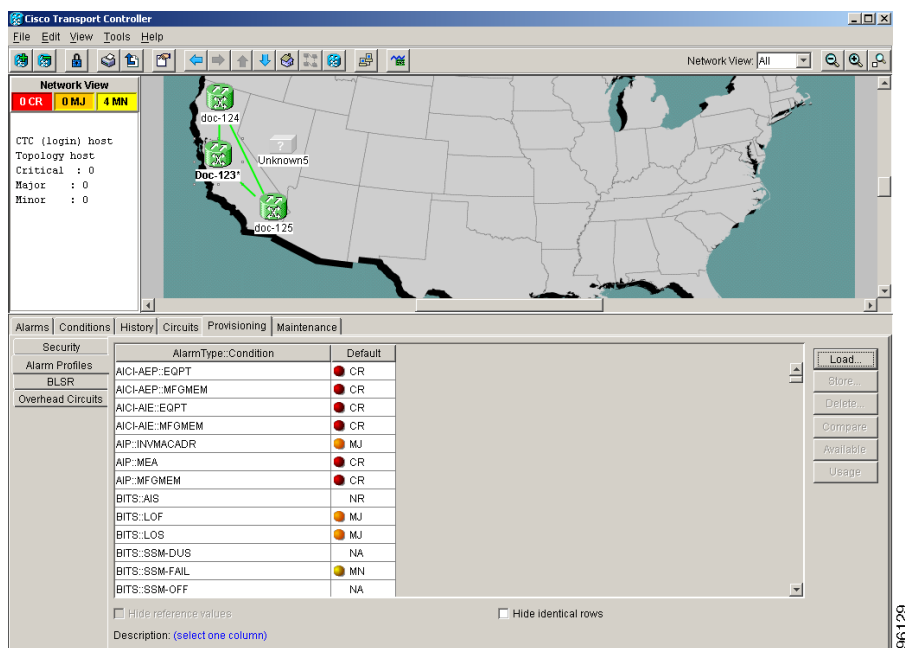 Cisco Transport Controller
File Edit View Tools Help
Network View: All
Network View
0 CR 0 MJ 4 MN
CTC (login) host
Topology host
Critical : 0
Major : 0
Minor : 0
doc-124
?
Unknown5
Doc-123*
doc-125
Alarms Conditions History Circuits Provisioning Maintenance
Security
Alarm Profiles
BLSR
Overhead Circuits
AlarmType::Condition Default
AICI-AEP::EQPT CR
AICI-AEP::MFGMEM CR
AICI-AIE::EQPT CR
AICI-AIE::MFGMEM CR
AIP::INVMACADR MJ
AIP::MEA CR
AIP::MFGMEM CR
BITS::AIS NR
BITS::LOF MJ
BITS::LOS MJ
BITS::SSM-DUS NA
BITS::SSM-FAIL MN
BITS::SSM-OFF NA
Load...
Store...
Delete...
Compare
Available
Usage
Hide reference values
Hide identical rows
Description: (select one column)
96129